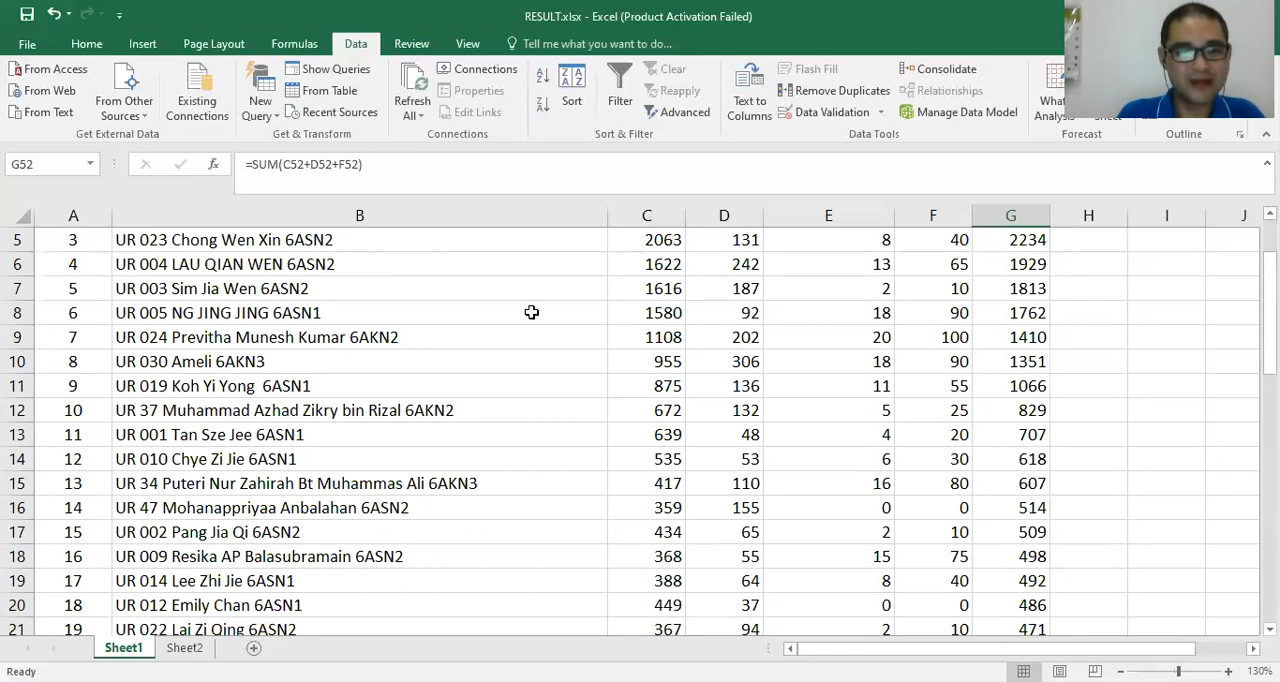 RESULT.xlsx - Excel (Product Activation Failed)
File Home Insert Page Layout Formulas Data Review View Tell me what you want to do...
From Access
From Web
From Text
From Other Sources
Existing Connections
Get External Data
New Query
Show Queries
From Table
Recent Sources
Get & Transform
Refresh All
Connections
Properties
Edit Links
Connections
Sort
Filter
Clear
Reapply
Advanced
Sort & Filter
Text to Columns
Flash Fill
Remove Duplicates
Data Validation
Consolidate
Relationships
Manage Data Model
Data Tools
Forecast
Outline
G52 fx =SUM(C52+D52+F52)
A B C D E F G H I J
5 3 UR 023 Chong Wen Xin 6ASN2 2063 131 8 40 2234
6 4 UR 004 LAU QIAN WEN 6ASN2 1622 242 13 65 1929
7 5 UR 003 Sim Jia Wen 6ASN2 1616 187 2 10 1813
8 6 UR 005 NG JING JING 6ASN1 1580 92 18 90 1762
9 7 UR 024 Previtha Munesh Kumar 6AKN2 1108 202 20 100 1410
10 8 UR 030 Ameli 6AKN3 955 306 18 90 1351
11 9 UR 019 Koh Yi Yong 6ASN1 875 136 11 55 1066
12 10 UR 37 Muhammad Azhad Zikry bin Rizal 6AKN2 672 132 5 25 829
13 11 UR 001 Tan Sze Jee 6ASN1 639 48 4 20 707
14 12 UR 010 Chye Zi Jie 6ASN1 535 53 6 30 618
15 13 UR 34 Puteri Nur Zahirah Bt Muhammas Ali 6AKN3 417 110 16 80 607
16 14 UR 47 Mohanappriyaa Anbalahan 6ASN2 359 155 0 0 514
17 15 UR 002 Pang Jia Qi 6ASN2 434 65 2 10 509
18 16 UR 009 Resika AP Balasubramain 6ASN2 368 55 15 75 498
19 17 UR 014 Lee Zhi Jie 6ASN1 388 64 8 40 492
20 18 UR 012 Emily Chan 6ASN1 449 37 0 0 486
21 19 UR 022 Lai Zi Qing 6ASN2 367 94 2 10 471
Sheet1 Sheet2
Ready 130%